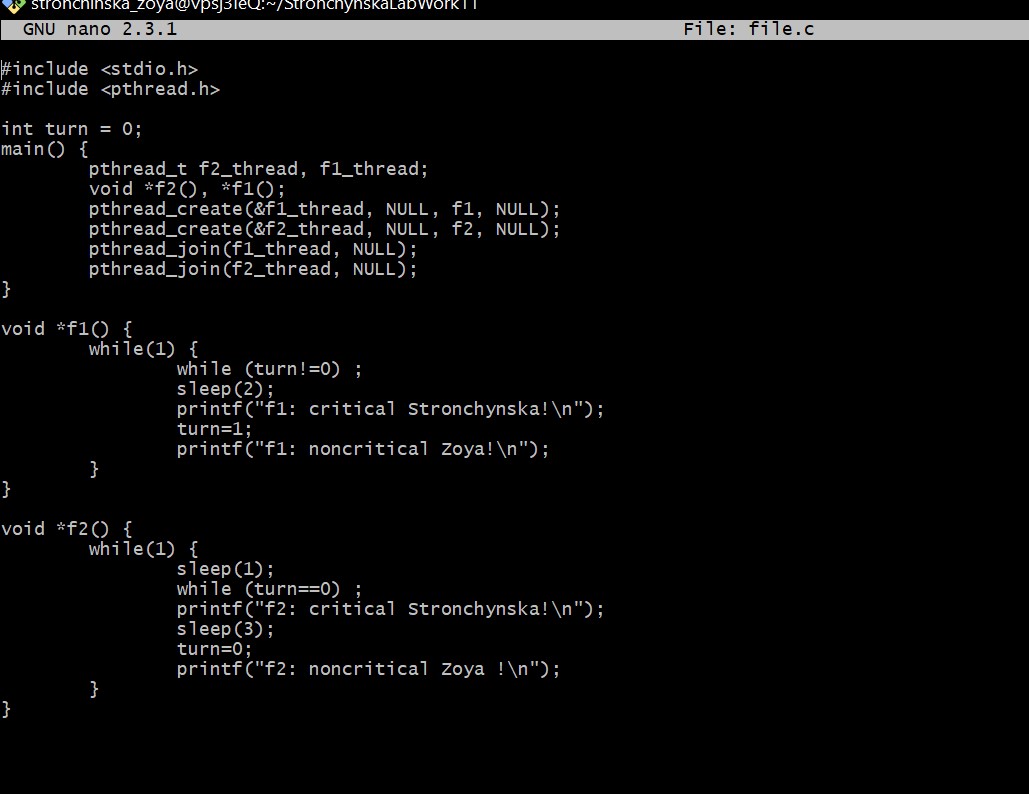 stronchinska_zoya@vpsj3IeQ:~/StronchynskaLabWork11
GNU nano 2.3.1 File: file.c
#include <stdio.h>
#include <pthread.h>
int turn = 0;
main() {
pthread_t f2_thread, f1_thread;
void *f2(), *f1();
pthread_create(&f1_thread, NULL, f1, NULL);
pthread_create(&f2_thread, NULL, f2, NULL);
pthread_join(f1_thread, NULL);
pthread_join(f2_thread, NULL);
}
void *f1() {
while(1) {
while (turn!=0) ;
sleep(2);
printf("f1: critical Stronchynska!\n");
turn=1;
printf("f1: noncritical Zoya!\n");
}
}
void *f2() {
while(1) {
sleep(1);
while (turn==0) ;
printf("f2: critical Stronchynska!\n");
sleep(3);
turn=0;
printf("f2: noncritical Zoya !\n");
}
}